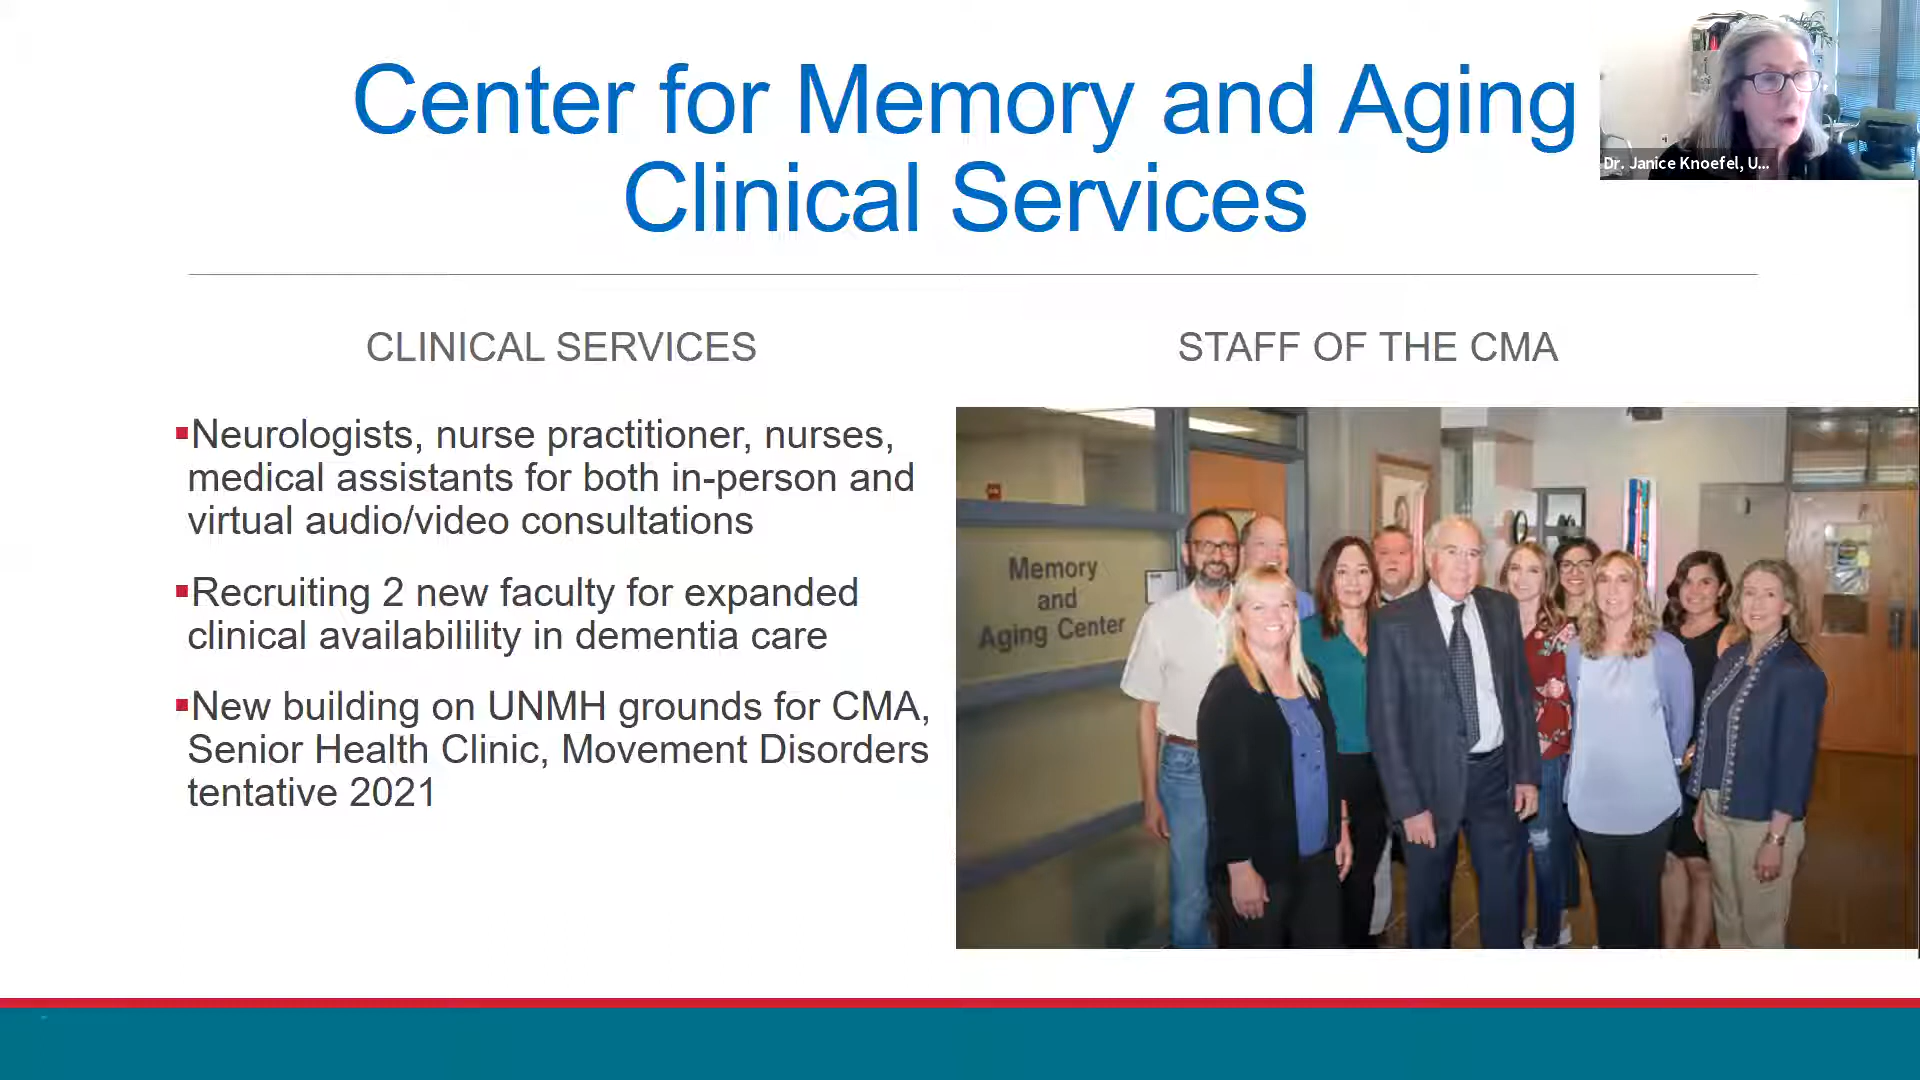 Center for Memory and Aging
Clinical Services
Dr. Janice Knoefel, U...
CLINICAL SERVICES
▪Neurologists, nurse practitioner, nurses,
medical assistants for both in-person and
virtual audio/video consultations
▪Recruiting 2 new faculty for expanded
clinical availabilility in dementia care
▪New building on UNMH grounds for CMA,
Senior Health Clinic, Movement Disorders
tentative 2021
STAFF OF THE CMA
Memory
and
Aging Center